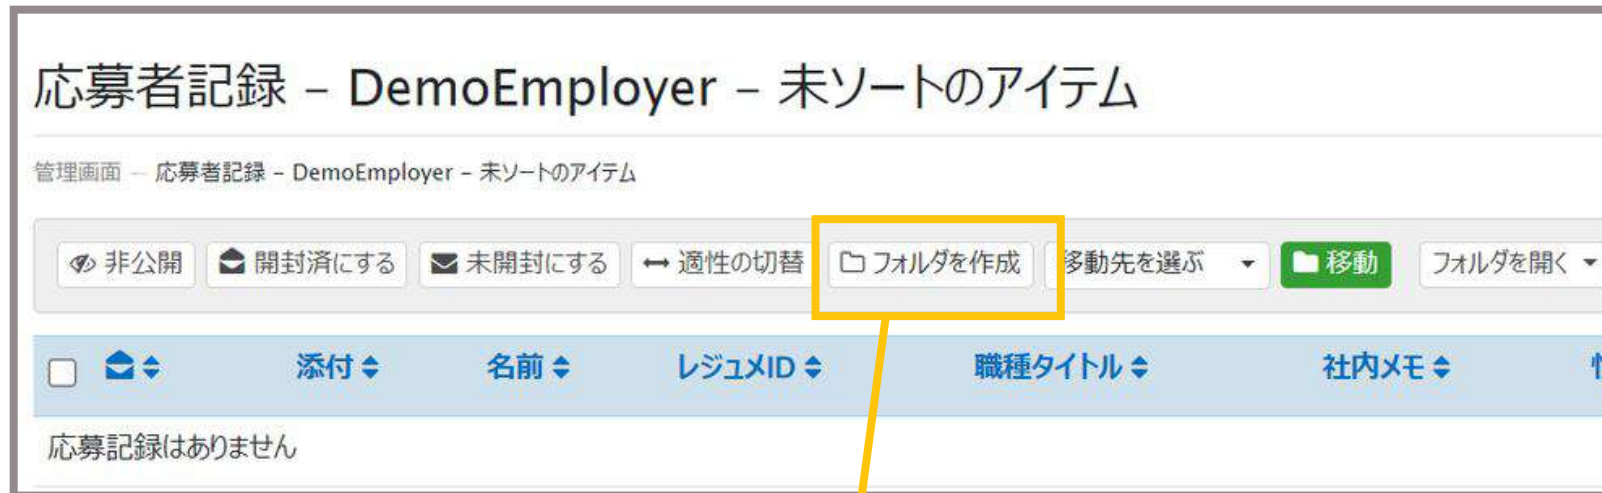 応募者記録 – DemoEmployer – 未ソートのアイテム
管理画面 – 応募者記録 – DemoEmployer – 未ソートのアイテム
非公開 開封済にする 未開封にする 適性の切替 フォルダを作成 移動先を選ぶ 移動 フォルダを開く
添付 名前 レジュメID 職種タイトル 社内メモ
応募記録はありません